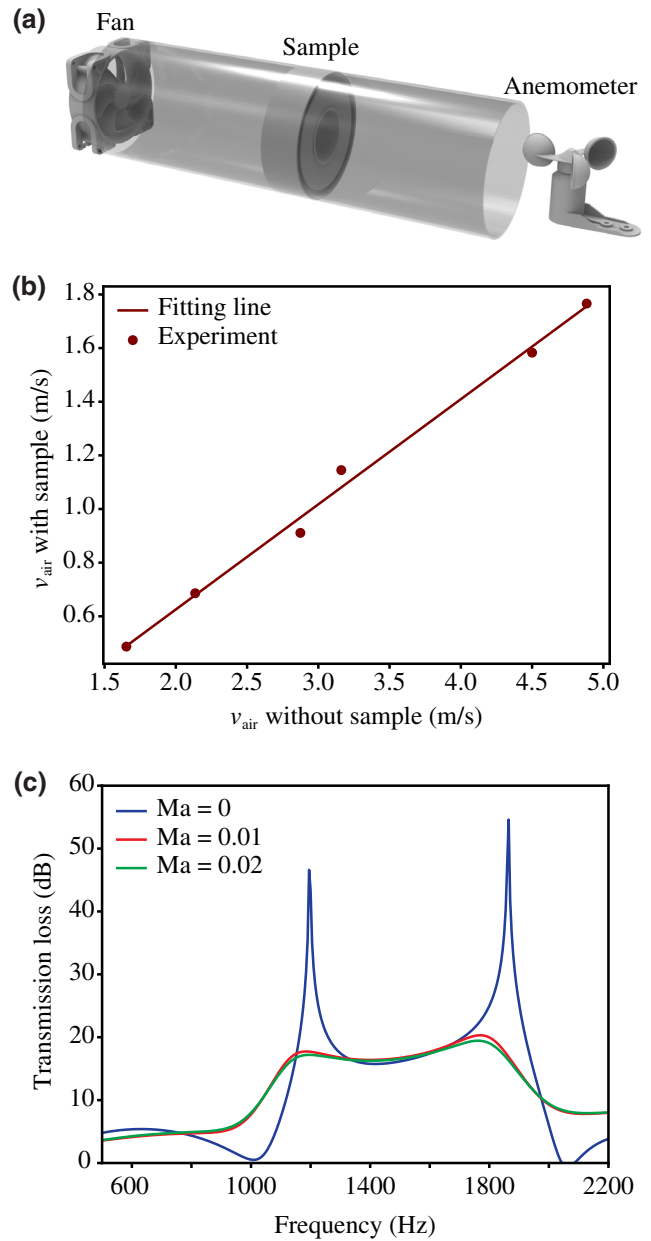 (a)
Fan
Sample
Anemometer
(b)
1.8
1.6
1.4
1.2
1.0
0.8
0.6
v_air with sample (m/s)
Fitting line
Experiment
1.5 2.0 2.5 3.0 3.5 4.0 4.5 5.0
v_air without sample (m/s)
(c)
60
50
40
30
20
10
0
Transmission loss (dB)
Ma = 0
Ma = 0.01
Ma = 0.02
600 1000 1400 1800 2200
Frequency (Hz)